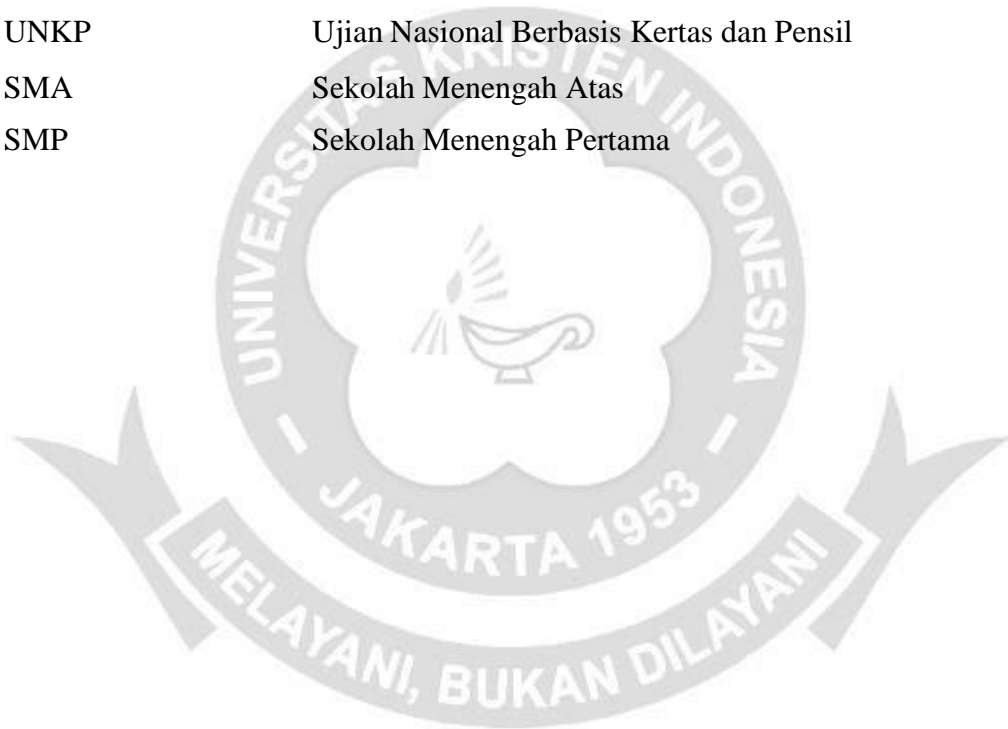 UNKP Ujian Nasional Berbasis Kertas dan Pensil
SMA Sekolah Menengah Atas
SMP Sekolah Menengah Pertama
UNIVERSITAS KRISTEN INDONESIA
- JAKARTA 1953 -
MELAYANI, BUKAN DILAYANI